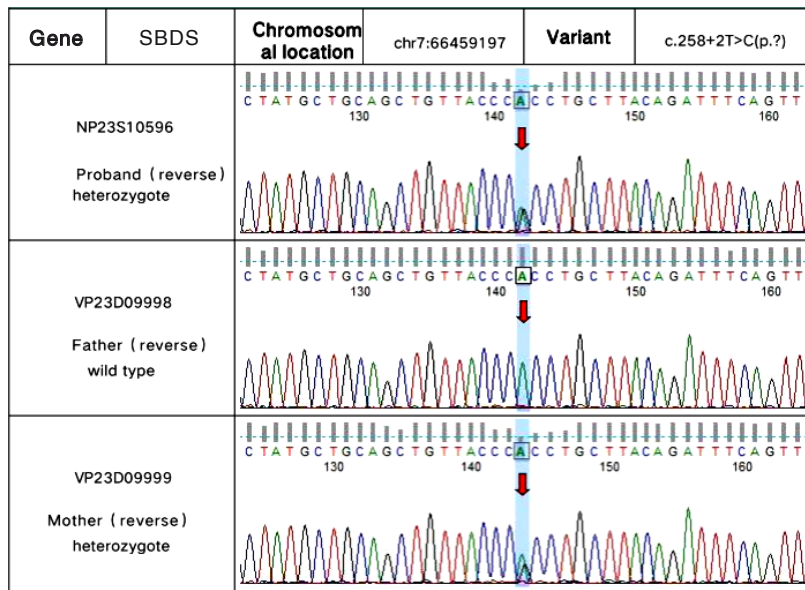 Gene SBDS Chromosom
al location chr7:66459197 Variant c.258+2T>C(p.?)
NP23S10596
Proband (reverse)
heterozygote
C T A T G C T G C A G C T G T T A C C C A C C T G C T T A C A G A T T T C A G T T
130 140 150 160
VP23D09998
Father (reverse)
wild type
C T A T G C T G C A G C T G T T A C C C A C C T G C T T A C A G A T T T C A G T T
130 140 150 160
VP23D09999
Mother (reverse)
heterozygote
C T A T G C T G C A G C T G T T A C C C A C C T G C T T A C A G A T T T C A G T T
130 140 150 160